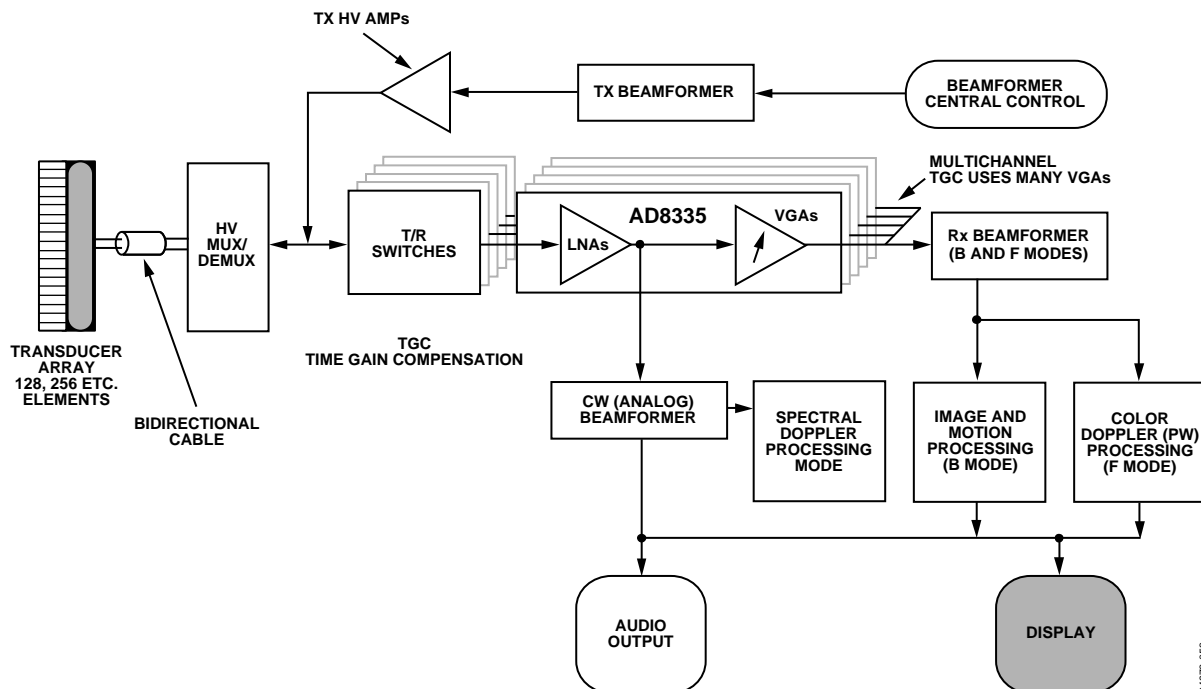 TX HV AMPs
TX BEAMFORMER
BEAMFORMER
CENTRAL CONTROL
MULTICHANNEL
TGC USES MANY VGAs
HV
MUX/
DEMUX
T/R
SWITCHES
AD8335
LNAs
VGAs
Rx BEAMFORMER
(B AND F MODES)
TRANSDUCER
ARRAY
128, 256 ETC.
ELEMENTS
BIDIRECTIONAL
CABLE
TGC
TIME GAIN COMPENSATION
CW (ANALOG)
BEAMFORMER
SPECTRAL
DOPPLER
PROCESSING
MODE
IMAGE AND
MOTION
PROCESSING
(B MODE)
COLOR
DOPPLER (PW)
PROCESSING
(F MODE)
AUDIO
OUTPUT
DISPLAY